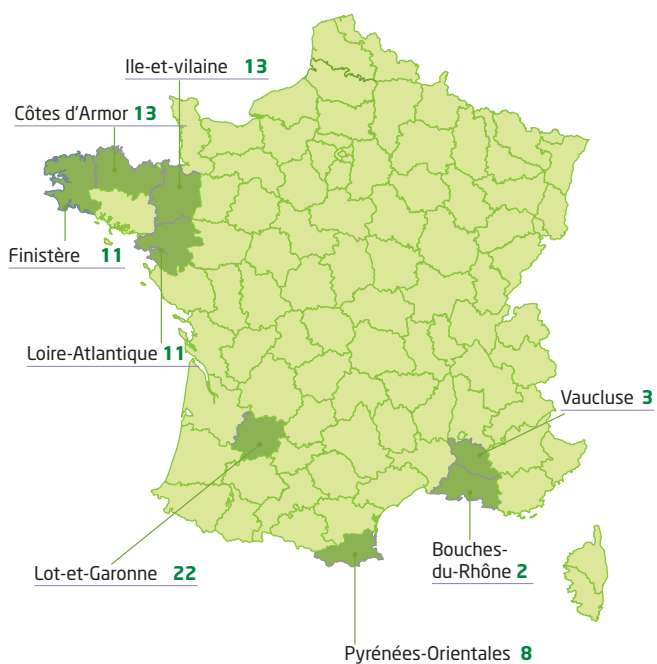 Ile-et-vilaine 13
Côtes d'Armor 13
Finistère 11
Loire-Atlantique 11
Vaucluse 3
Bouches-
du-Rhône 2
Lot-et-Garonne 22
Pyrénées-Orientales 8